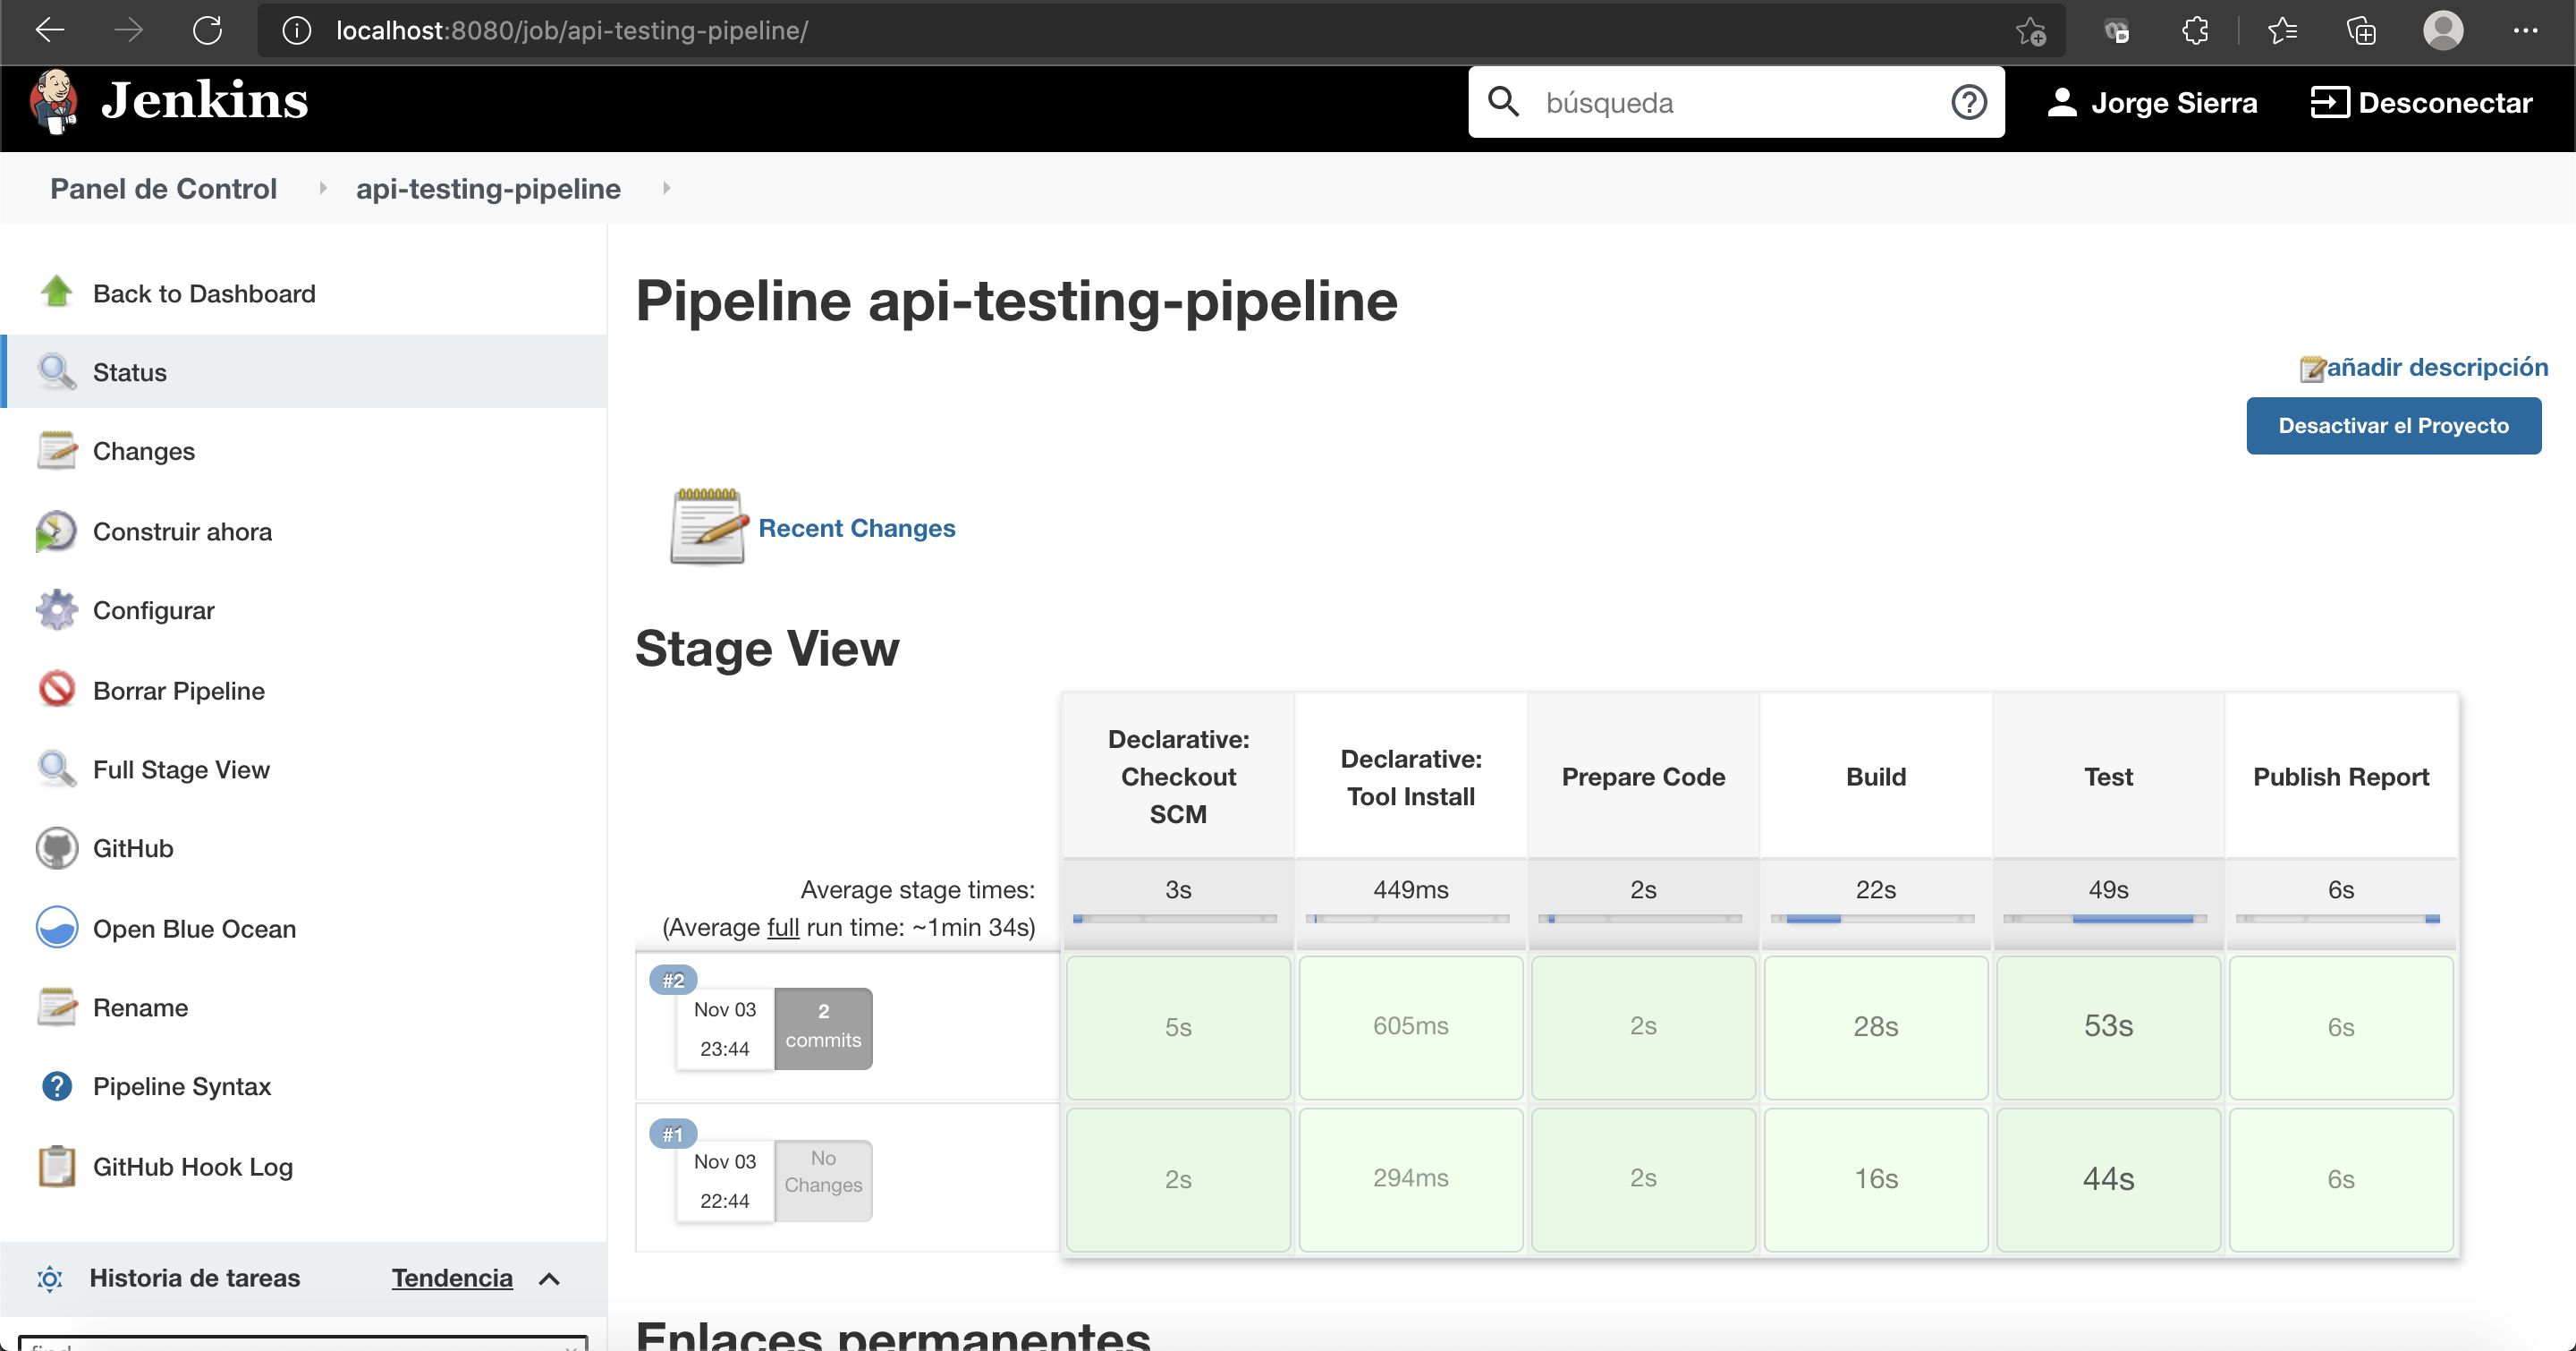 localhost:8080/job/api-testing-pipeline/
Jenkins
búsqueda
Jorge Sierra
Desconectar
Panel de Control
api-testing-pipeline
Back to Dashboard
Status
Changes
Construir ahora
Configurar
Borrar Pipeline
Full Stage View
GitHub
Open Blue Ocean
Rename
Pipeline Syntax
GitHub Hook Log
Historia de tareas Tendencia
find
Pipeline api-testing-pipeline
añadir descripción
Desactivar el Proyecto
Recent Changes
Stage View
Declarative:
Checkout
SCM
Declarative:
Tool Install
Prepare Code
Build
Test
Publish Report
Average stage times:
(Average full run time: ~1min 34s)
3s
449ms
2s
22s
49s
6s
#2
Nov 03
23:44
2
commits
5s
605ms
2s
28s
53s
6s
#1
Nov 03
22:44
No
Changes
2s
294ms
2s
16s
44s
6s
Enlaces permanentes